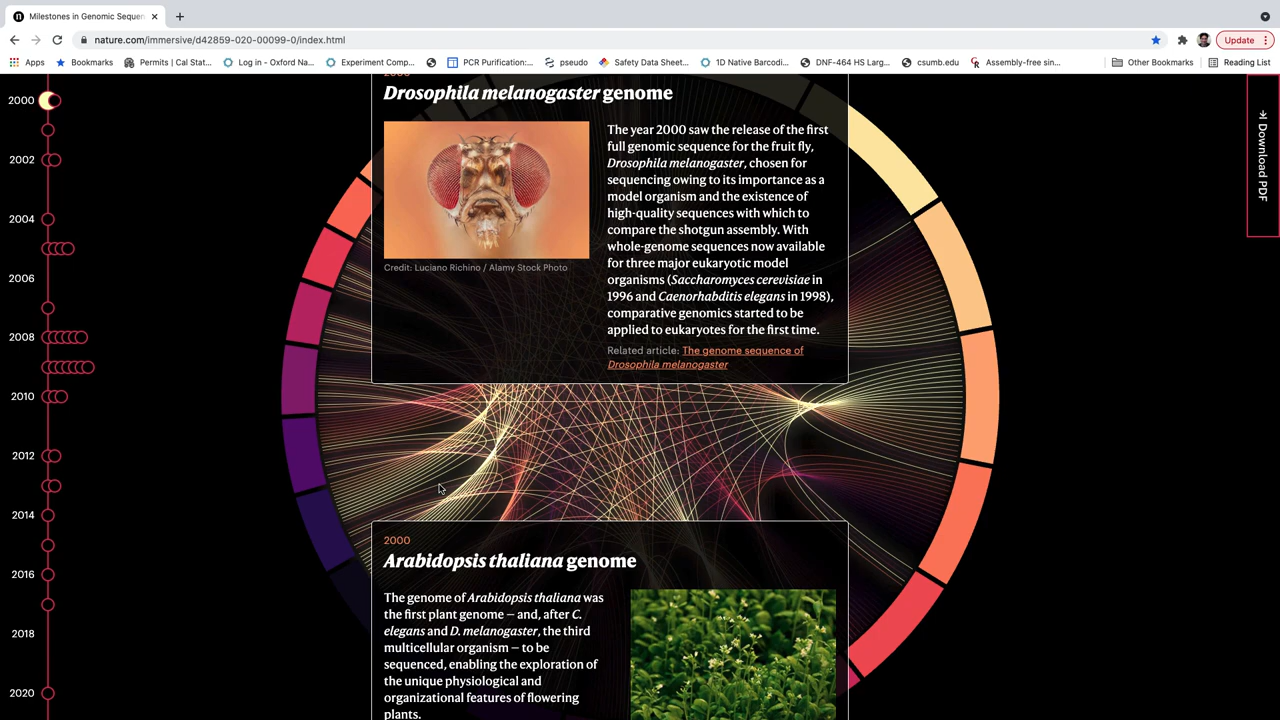 Milestones in Genomic Sequen
nature.com/immersive/d42859-020-00099-0/index.html
Update
Apps
Bookmarks
Permits | Cal Stat...
Log in - Oxford Na...
Experiment Comp...
PCR Purification:...
pseudo
Safety Data Sheet...
1D Native Barcodi...
DNF-464 HS Larg...
csumb.edu
Assembly-free sin...
Other Bookmarks
Reading List
2000
2002
2004
2006
2008
2010
2012
2014
2016
2018
2020
2000
Drosophila melanogaster genome
Credit: Luciano Richino / Alamy Stock Photo
The year 2000 saw the release of the first
full genomic sequence for the fruit fly,
Drosophila melanogaster, chosen for
sequencing owing to its importance as a
model organism and the existence of
high-quality sequences with which to
compare the shotgun assembly. With
whole-genome sequences now available
for three major eukaryotic model
organisms (Saccharomyces cerevisiae in
1996 and Caenorhabditis elegans in 1998),
comparative genomics started to be
applied to eukaryotes for the first time.
Related article: The genome sequence of
Drosophila melanogaster
2000
Arabidopsis thaliana genome
The genome of Arabidopsis thaliana was
the first plant genome – and, after C.
elegans and D. melanogaster, the third
multicellular organism – to be
sequenced, enabling the exploration of
the unique physiological and
organizational features of flowering
plants.
Download PDF